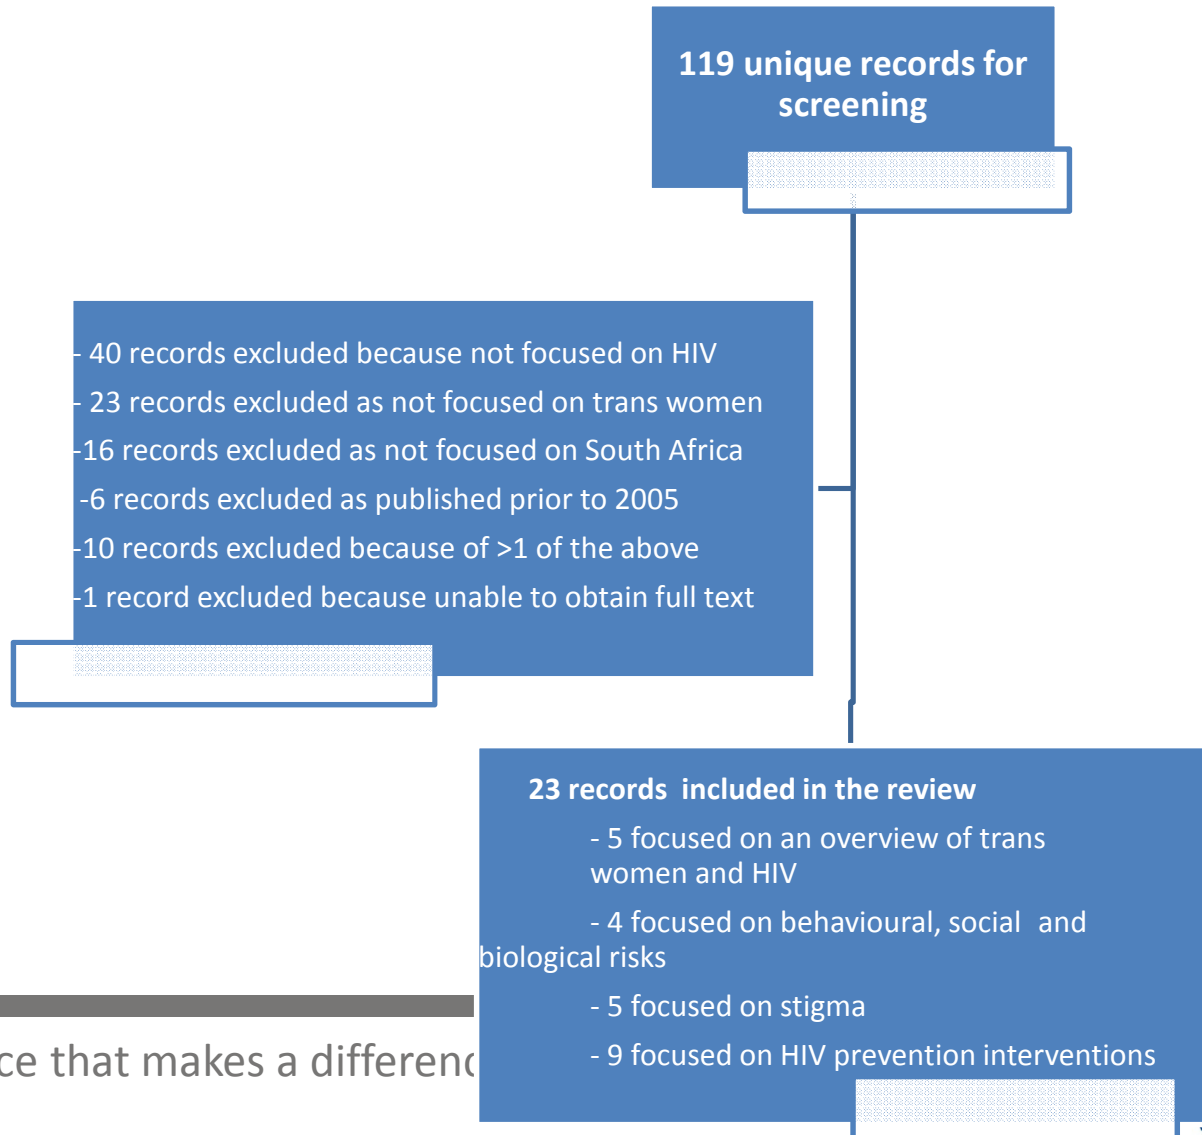 119 unique records for
screening
- 40 records excluded because not focused on HIV
- 23 records excluded as not focused on trans women
-16 records excluded as not focused on South Africa
-6 records excluded as published prior to 2005
-10 records excluded because of >1 of the above
-1 record excluded because unable to obtain full text
23 records included in the review
- 5 focused on an overview of trans
women and HIV
- 4 focused on behavioural, social and
biological risks
- 5 focused on stigma
- 9 focused on HIV prevention interventions
ce that makes a differenc